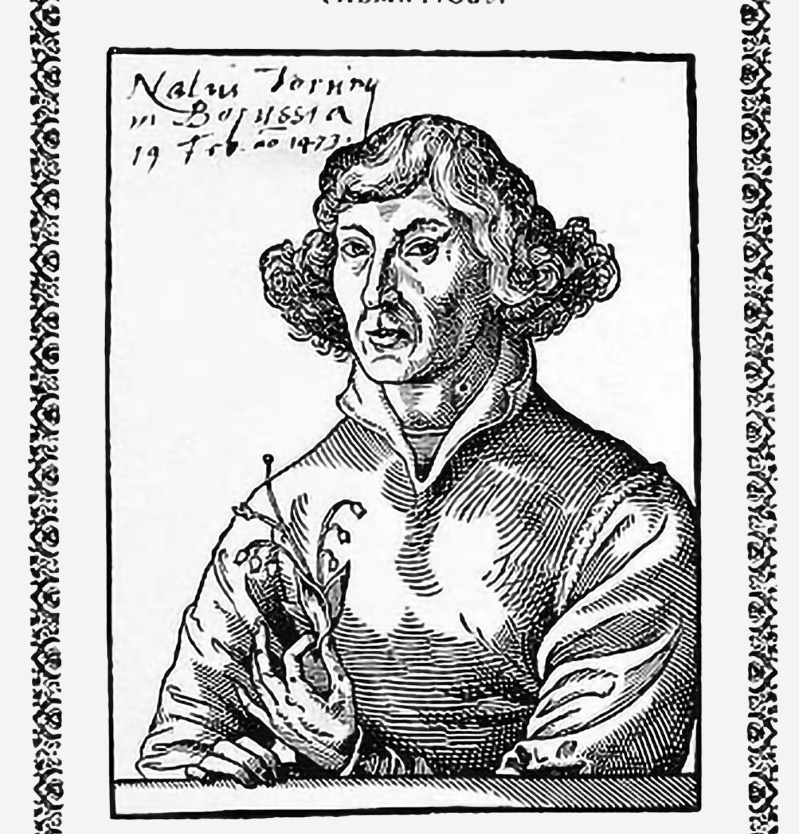 Natus Toruny
in Borussia
19 Feb. ao 1473.